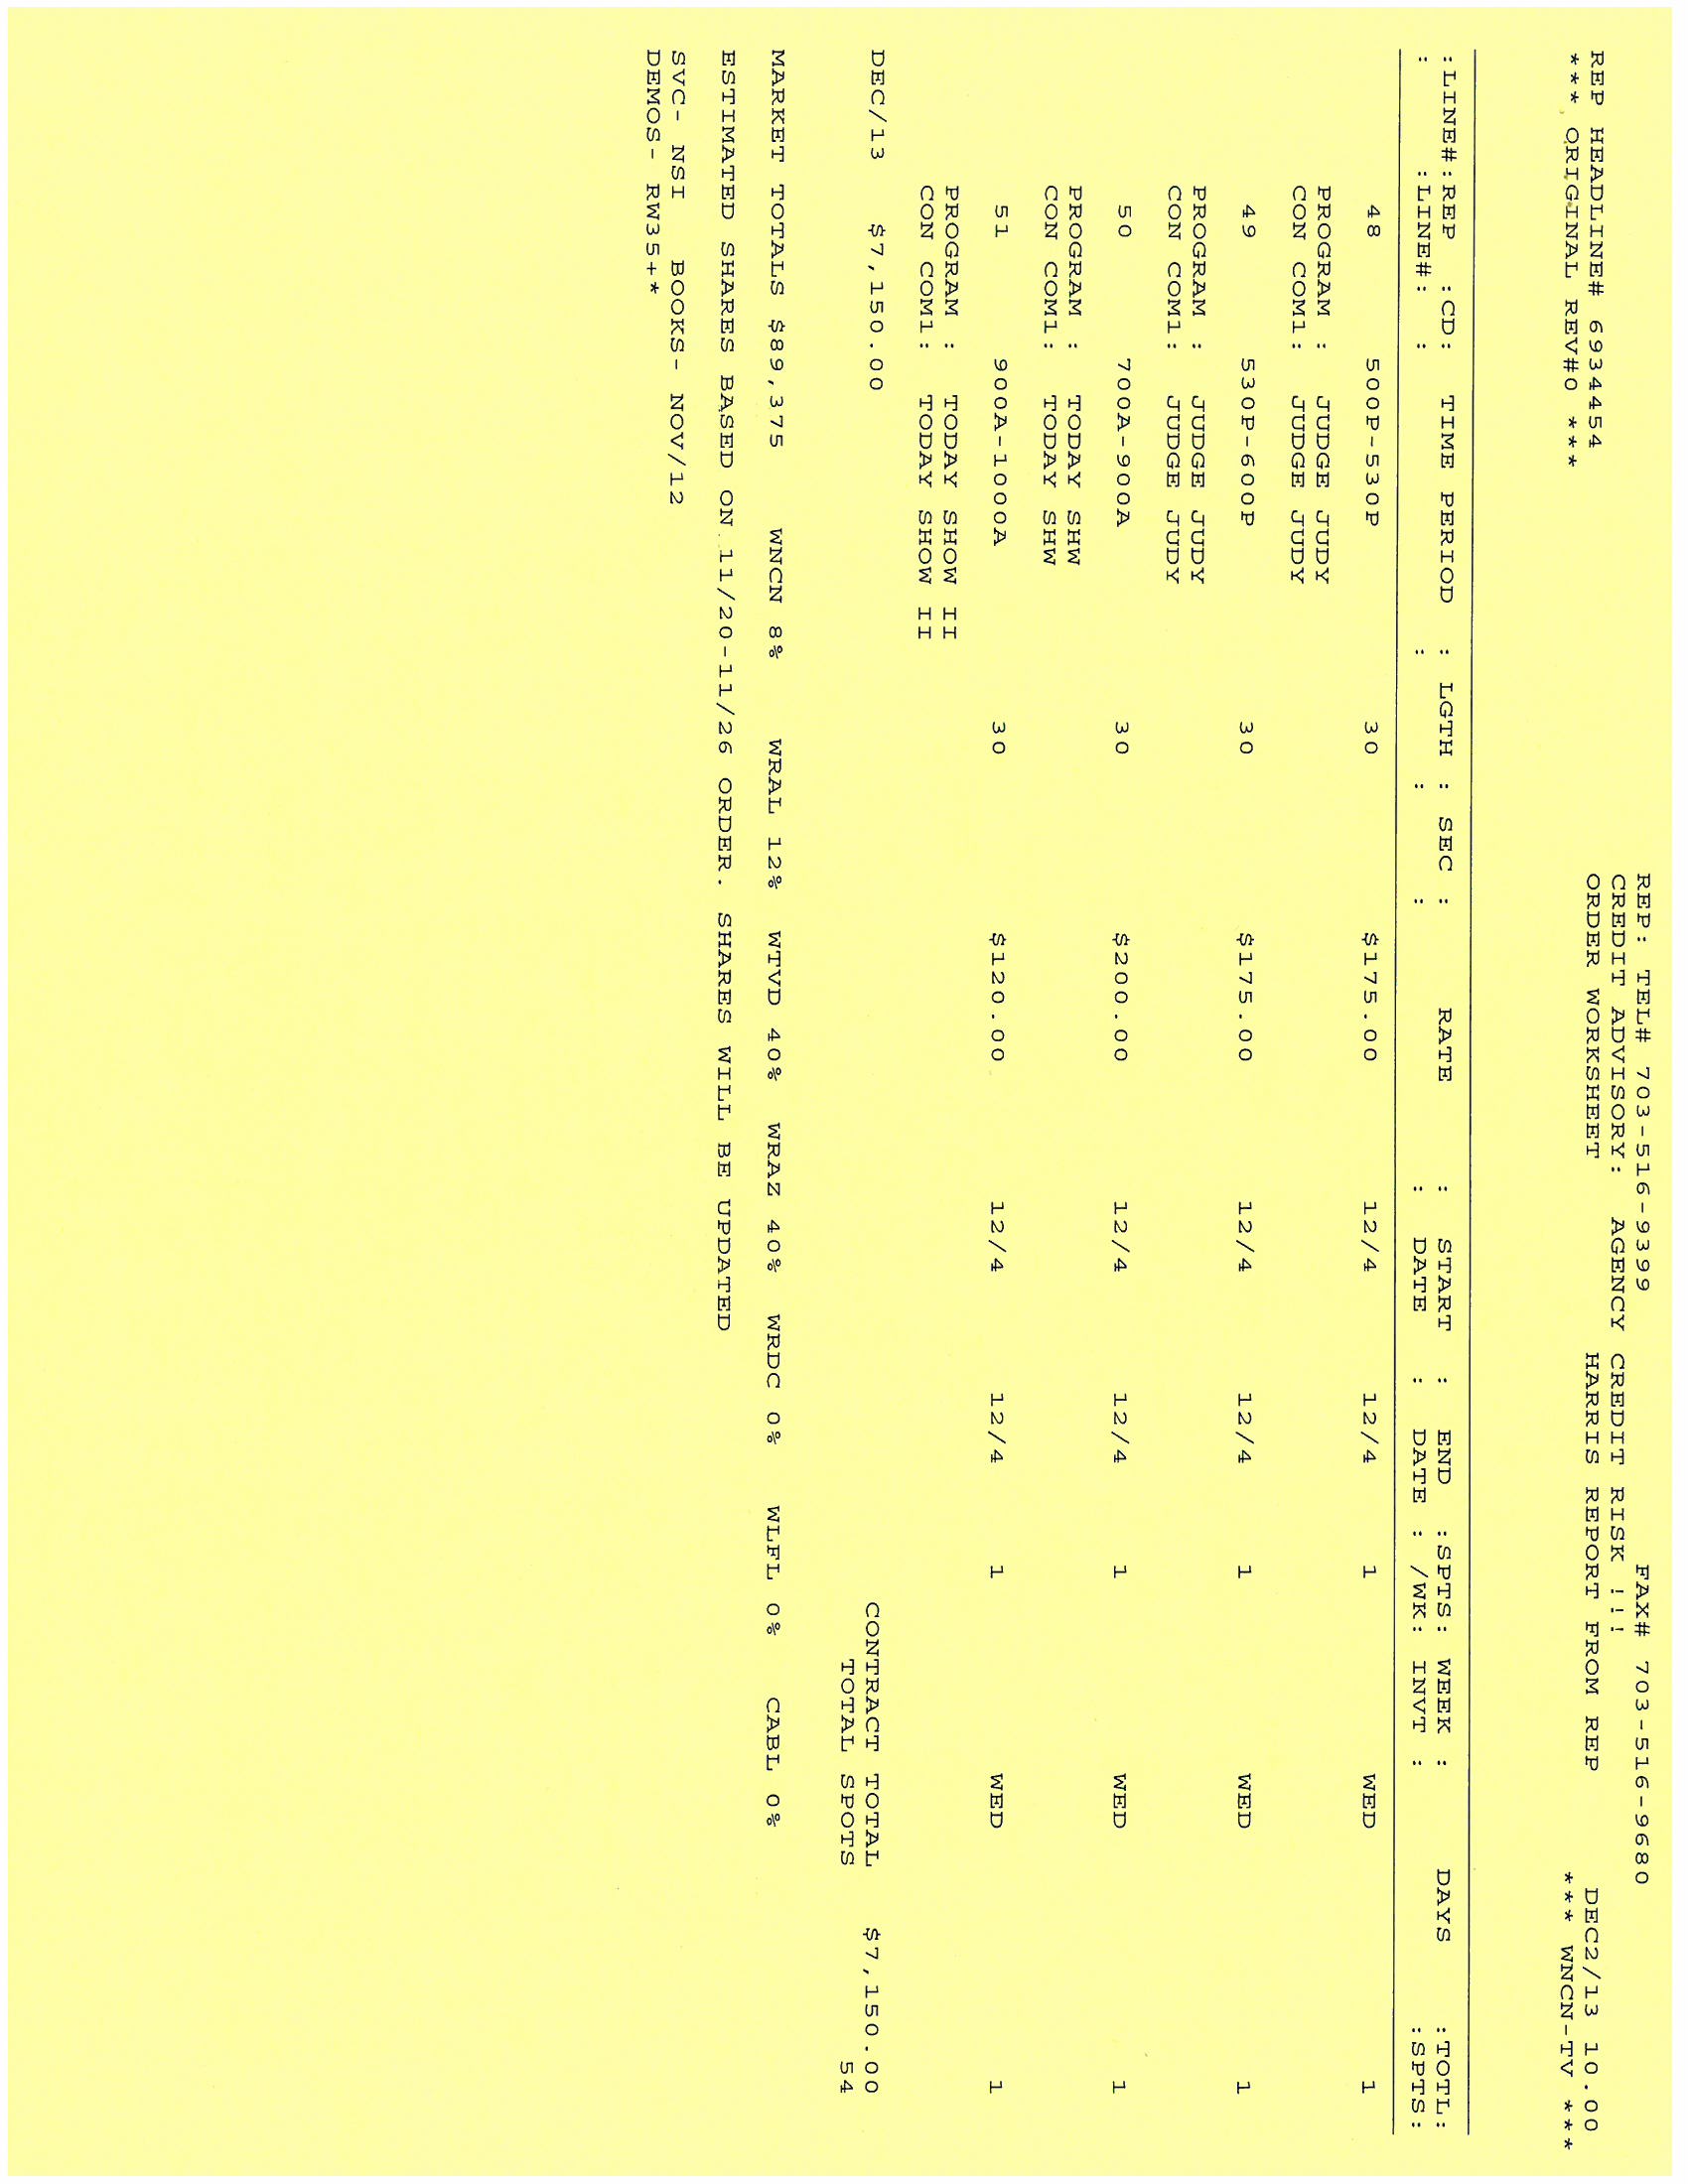 REP: TEL# 703-516-9399 FAX# 703-516-9680
CREDIT ADVISORY: AGENCY CREDIT RISK !!!
REP HEADLINE# 6934454 ORDER WORKSHEET HARRIS REPORT FROM REP DEC2/13 10.00
*** ORIGINAL REV#0 *** *** WNCN-TV ***
:LINE#:REP :CD: TIME PERIOD : LGTH : SEC : RATE : START : END :SPTS: WEEK : DAYS :TOTL:
: :LINE#: : : : : : DATE : DATE : /WK: INVT : :SPTS:
48 500P-530P 30 $175.00 12/4 12/4 1 WED 1
PROGRAM : JUDGE JUDY
CON COM1: JUDGE JUDY
49 530P-600P 30 $175.00 12/4 12/4 1 WED 1
PROGRAM : JUDGE JUDY
CON COM1: JUDGE JUDY
50 700A-900A 30 $200.00 12/4 12/4 1 WED 1
PROGRAM : TODAY SHW
CON COM1: TODAY SHW
51 900A-1000A 30 $120.00 12/4 12/4 1 WED 1
PROGRAM : TODAY SHOW II
CON COM1: TODAY SHOW II
DEC/13 $7,150.00 CONTRACT TOTAL $7,150.00
TOTAL SPOTS 54
MARKET TOTALS $89,375 WNCN 8% WRAL 12% WTVD 40% WRAZ 40% WRDC 0% WLFL 0% CABL 0%
ESTIMATED SHARES BASED ON 11/20-11/26 ORDER. SHARES WILL BE UPDATED
SVC- NSI BOOKS- NOV/12
DEMOS- RW35+*